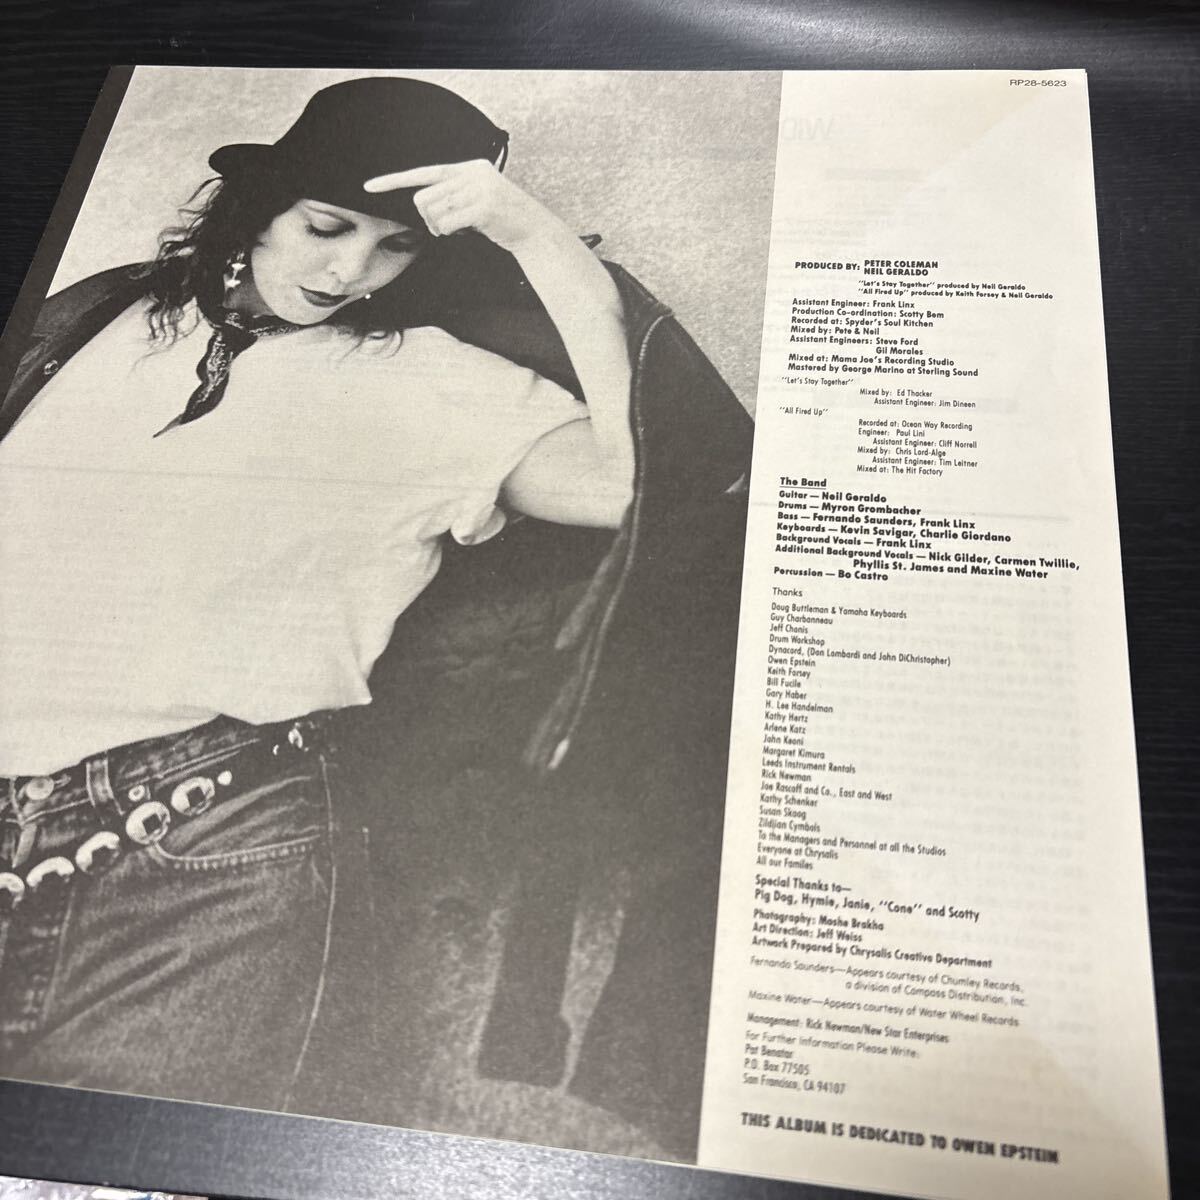 RP28-5623
PRODUCED BY: PETER COLEMAN
NEIL GERALDO
"Let's Stay Together" produced by Neil Geraldo
"All Fired Up" produced by Keith Forsey & Neil Geraldo
Assistant Engineer: Frank Linx
Production Co-ordination: Scotty Bem
Recorded at: Spyder's Soul Kitchen
Mixed by: Pete & Neil
Assistant Engineers: Steve Ford
Gil Morales
Mixed at: Mama Joe's Recording Studio
Mastered by George Marino at Sterling Sound
"Let's Stay Together"
Mixed by: Ed Thacker
Assistant Engineer: Jim Dineen
"All Fired Up"
Recorded at: Ocean Way Recording
Engineer: Paul Lini
Assistant Engineer: Cliff Norrell
Mixed by: Chris Lord-Alge
Assistant Engineer: Tim Leitner
Mixed at: The Hit Factory
The Band
Guitar — Neil Geraldo
Drums — Myron Grombacher
Bass — Fernando Saunders, Frank Linx
Keyboards — Kevin Savigar, Charlie Giordano
Background Vocals — Frank Linx
Additional Background Vocals — Nick Gilder, Carmen Twillie,
Phyllis St. James and Maxine Water
Percussion — Bo Castro
Thanks
Doug Buttleman & Yamaha Keyboards
Guy Charbonneau
Jeff Chonis
Drum Workshop
Dynacord, (Don Lombardi and John DiChristopher)
Owen Epstein
Keith Forsey
Bill Fucile
Gary Haber
H. Lee Handelman
Kathy Hertz
Arlene Katz
John Keoni
Margaret Kimura
Leeds Instrument Rentals
Rick Newman
Joe Rascoff and Co., East and West
Kathy Schenker
Susan Skoog
Zildjian Cymbals
To the Managers and Personnel at all the Studios
Everyone at Chrysalis
All our Familes
Special Thanks to—
Pig Dog, Hymie, Janie, "Cone" and Scotty
Photography: Moshe Brakha
Art Direction: Jeff Weiss
Artwork Prepared by Chrysalis Creative Department
Fernando Saunders—Appears courtesy of Chumley Records,
a division of Compass Distribution, Inc.
Maxine Water—Appears courtesy of Water Wheel Records
Management: Rick Newman/New Star Enterprises
For Further Information Please Write:
Pat Benatar
P.O. Box 77505
San Francisco, CA 94107
THIS ALBUM IS DEDICATED TO OWEN EPSTEIN